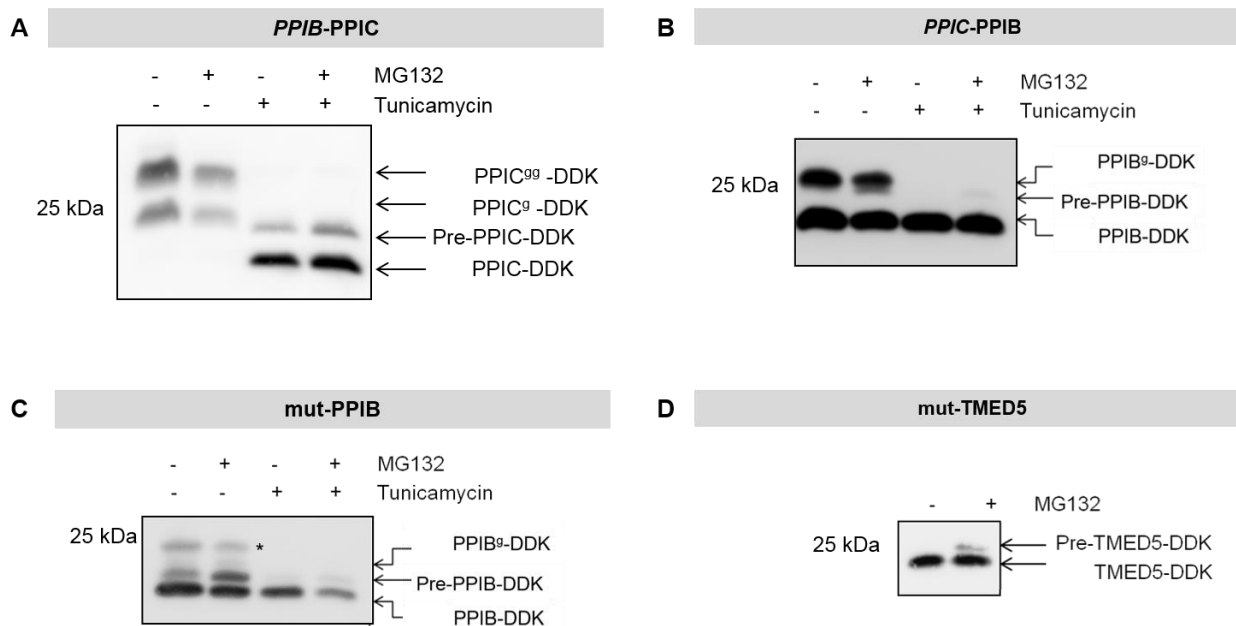 A
PPIB-PPIC
- + - + MG132
- - + + Tunicamycin
25 kDa
PPICgg -DDK
PPICg -DDK
Pre-PPIC-DDK
PPIC-DDK
B
PPIC-PPIB
- + - + MG132
- - + + Tunicamycin
25 kDa
PPIBg-DDK
Pre-PPIB-DDK
PPIB-DDK
C
mut-PPIB
- + - + MG132
- - + + Tunicamycin
25 kDa
*
PPIBg-DDK
Pre-PPIB-DDK
PPIB-DDK
D
mut-TMED5
- + MG132
25 kDa
Pre-TMED5-DDK
TMED5-DDK